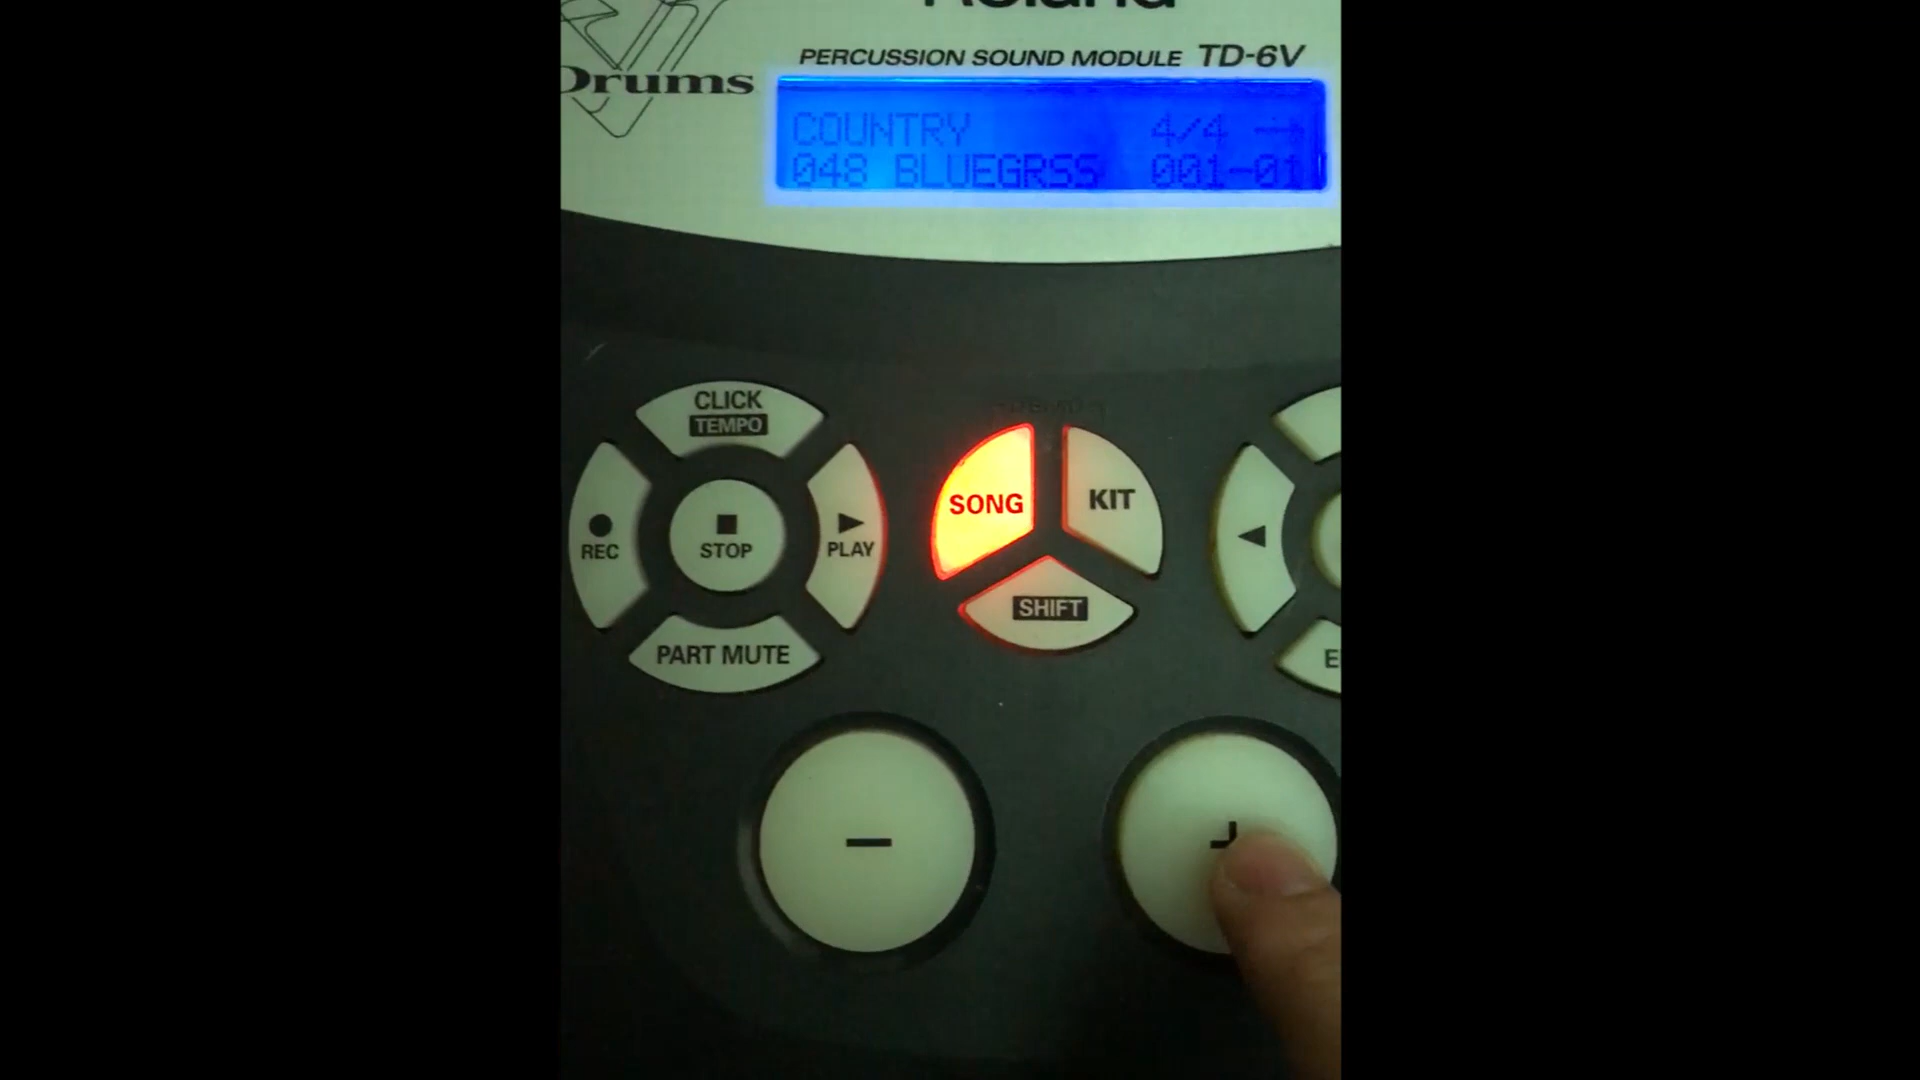 Roland
PERCUSSION SOUND MODULE TD-6V
Drums
COUNTRY 4/4
048 BLUEGRSS 001-01
CLICK
TEMPO
REC
STOP
PLAY
PART MUTE
SONG
KIT
SHIFT
E